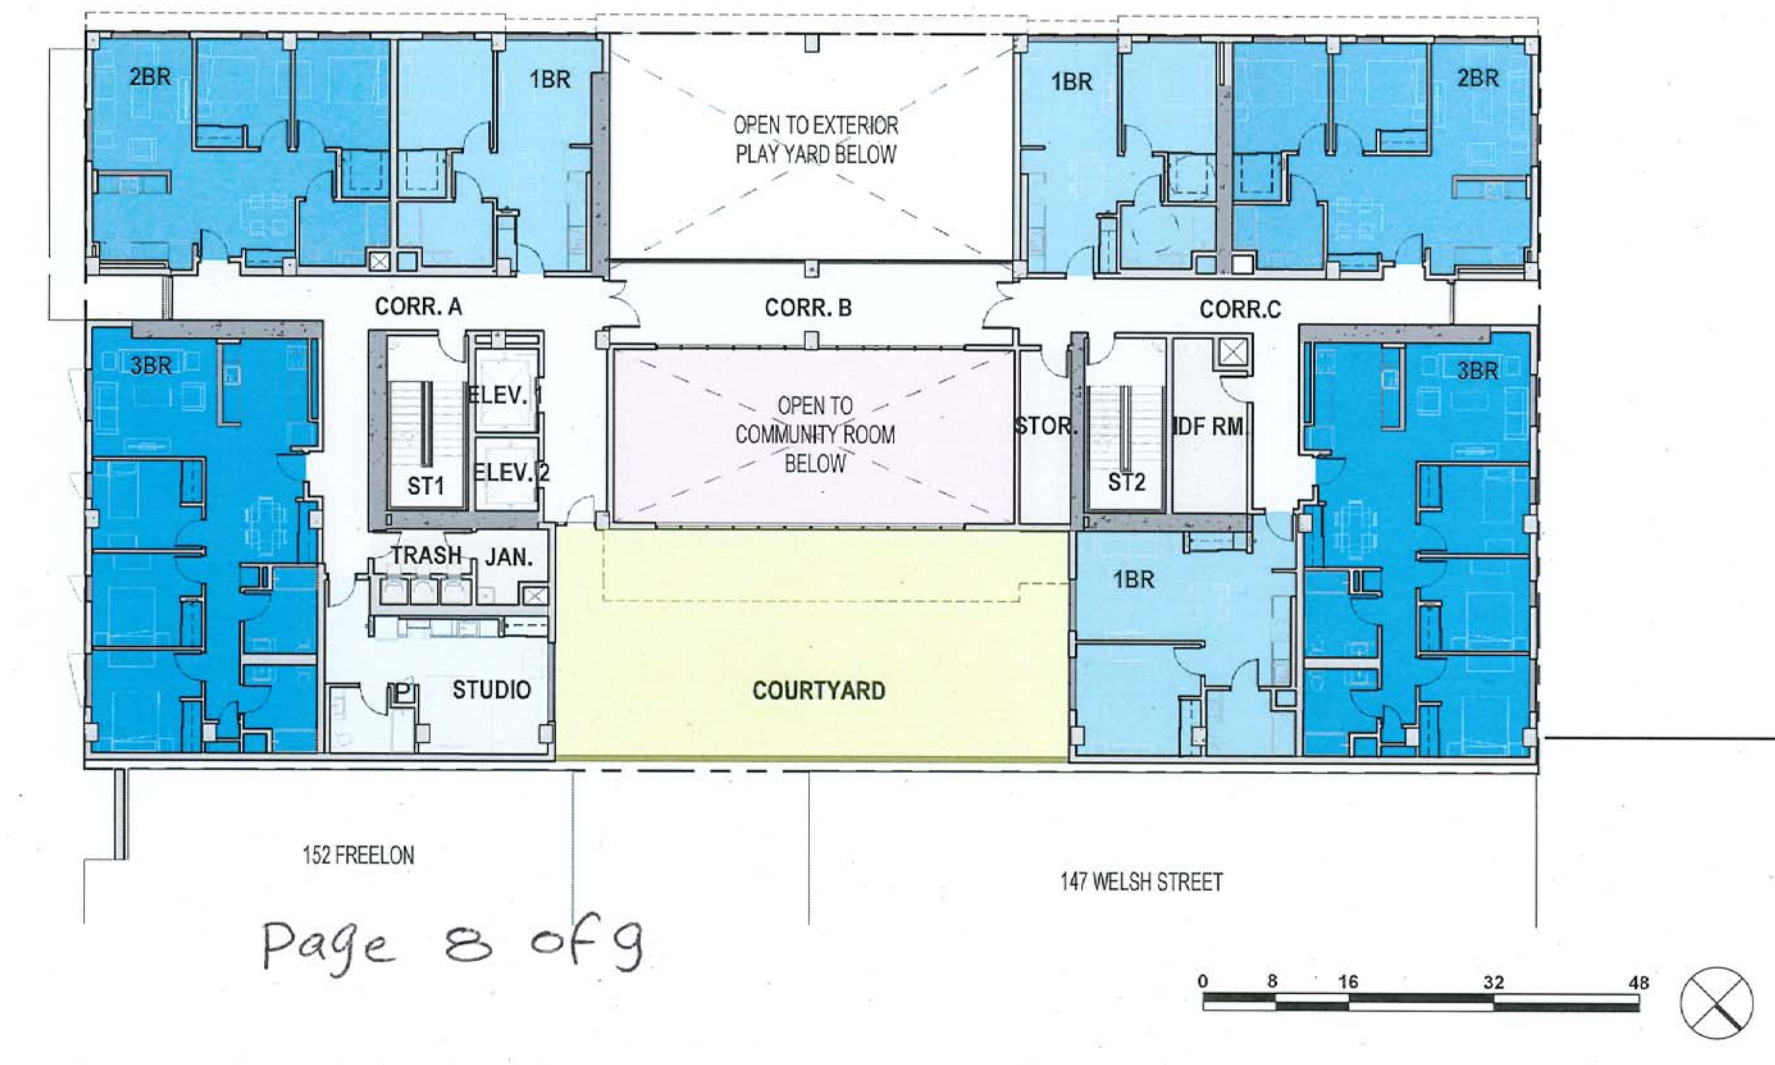 2BR
1BR
OPEN TO EXTERIOR
PLAY YARD BELOW
1BR
2BR
CORR. A
CORR. B
CORR.C
3BR
ELEV. 1
ELEV. 2
ST1
OPEN TO
COMMUNITY ROOM
BELOW
STOR.
ST2
IDF RM.
3BR
TRASH
JAN.
1BR
P
STUDIO
COURTYARD
152 FREELON
147 WELSH STREET
Page 8 of 9
0 8 16 32 48